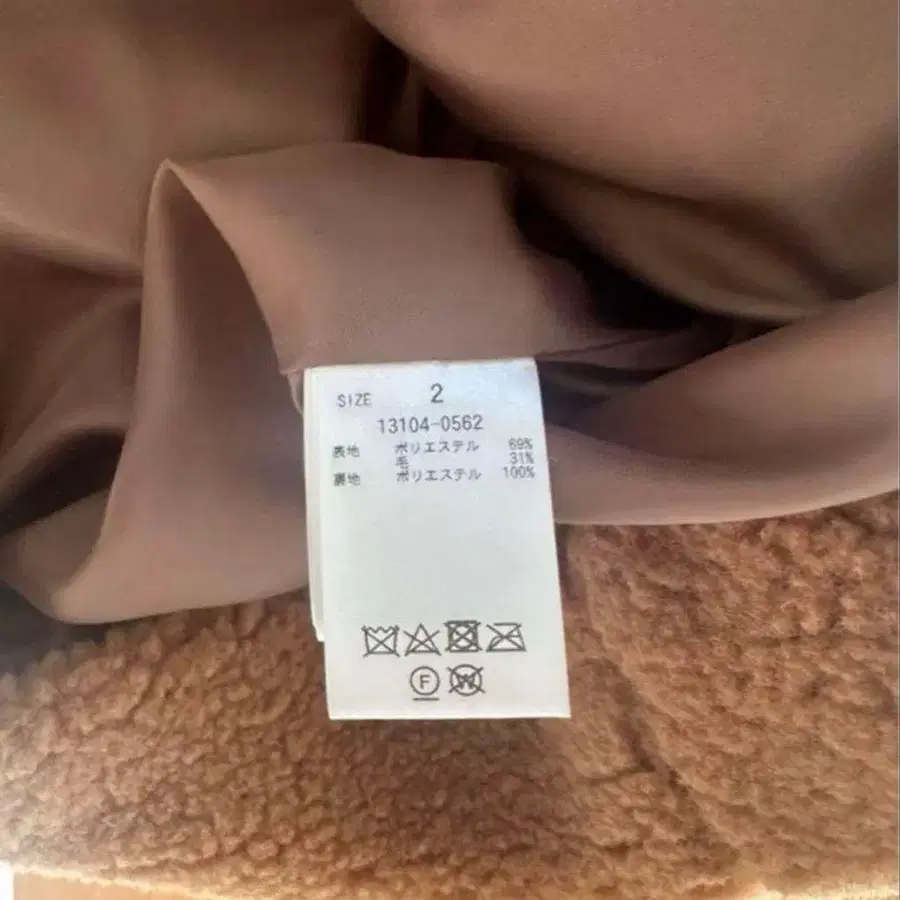 SIZE 2
13104-0562
表地 ポリエステル 69%
毛 31%
裏地 ポリエステル 100%
F W